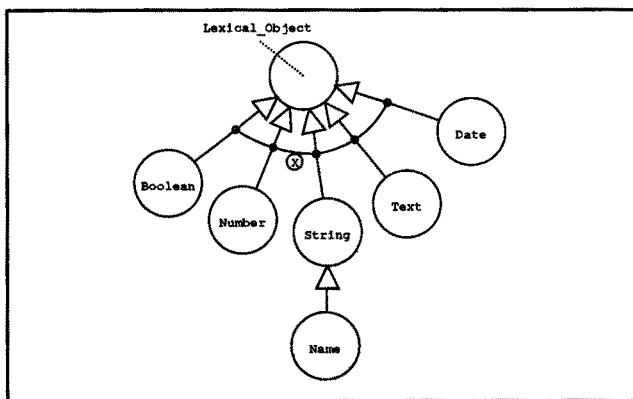 Lexical_Object
Date
Boolean
Number
Text
String
X
Name